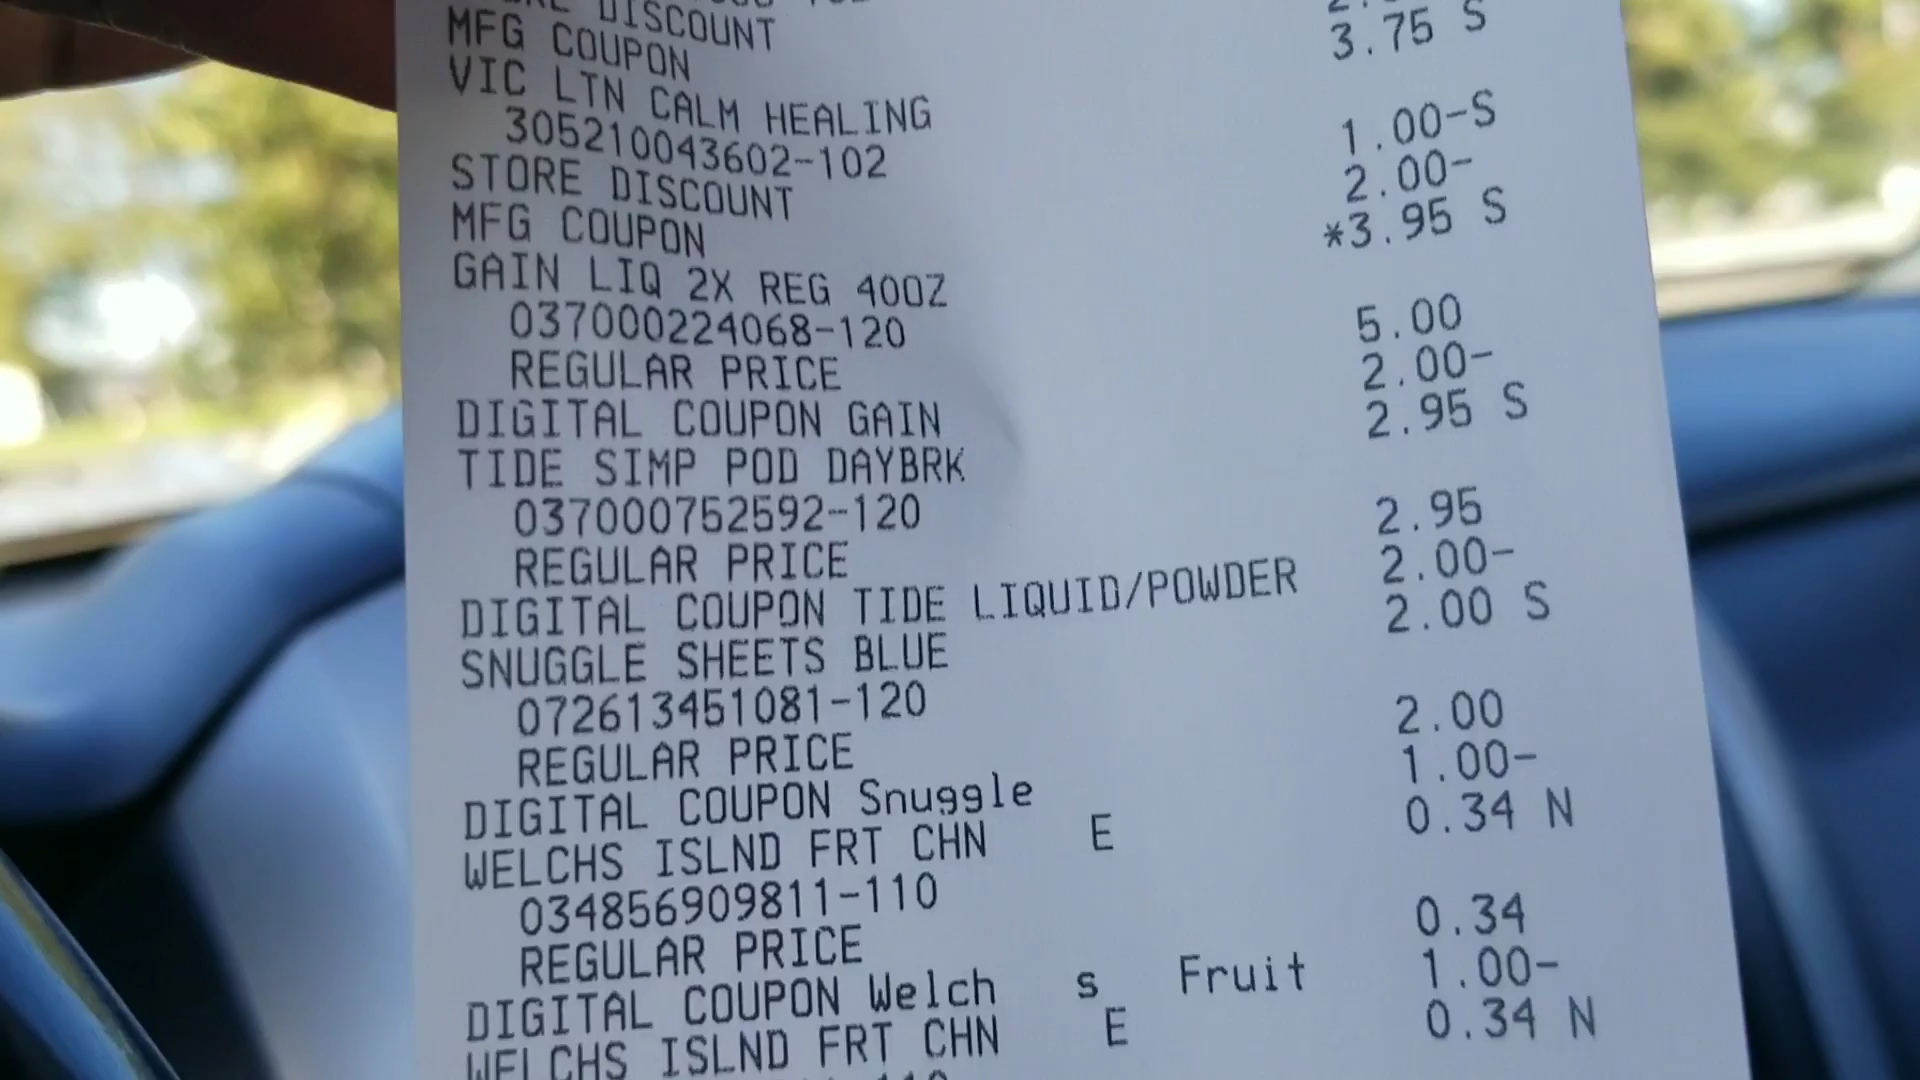 DISCOUNT
MFG COUPON
VIC LTN CALM HEALING 3.75 S
305210043602-102
STORE DISCOUNT 1.00-S
MFG COUPON 2.00-
GAIN LIQ 2X REG 40OZ *3.95 S
037000224068-120
REGULAR PRICE 5.00
DIGITAL COUPON GAIN 2.00-
TIDE SIMP POD DAYBRK 2.95 S
037000752592-120
REGULAR PRICE 2.95
DIGITAL COUPON TIDE LIQUID/POWDER 2.00-
SNUGGLE SHEETS BLUE 2.00 S
072613451081-120
REGULAR PRICE 2.00
DIGITAL COUPON Snuggle 1.00-
WELCHS ISLND FRT CHN E 0.34 N
034856909811-110
REGULAR PRICE 0.34
DIGITAL COUPON Welch s Fruit 1.00-
WELCHS ISLND FRT CHN E 0.34 N